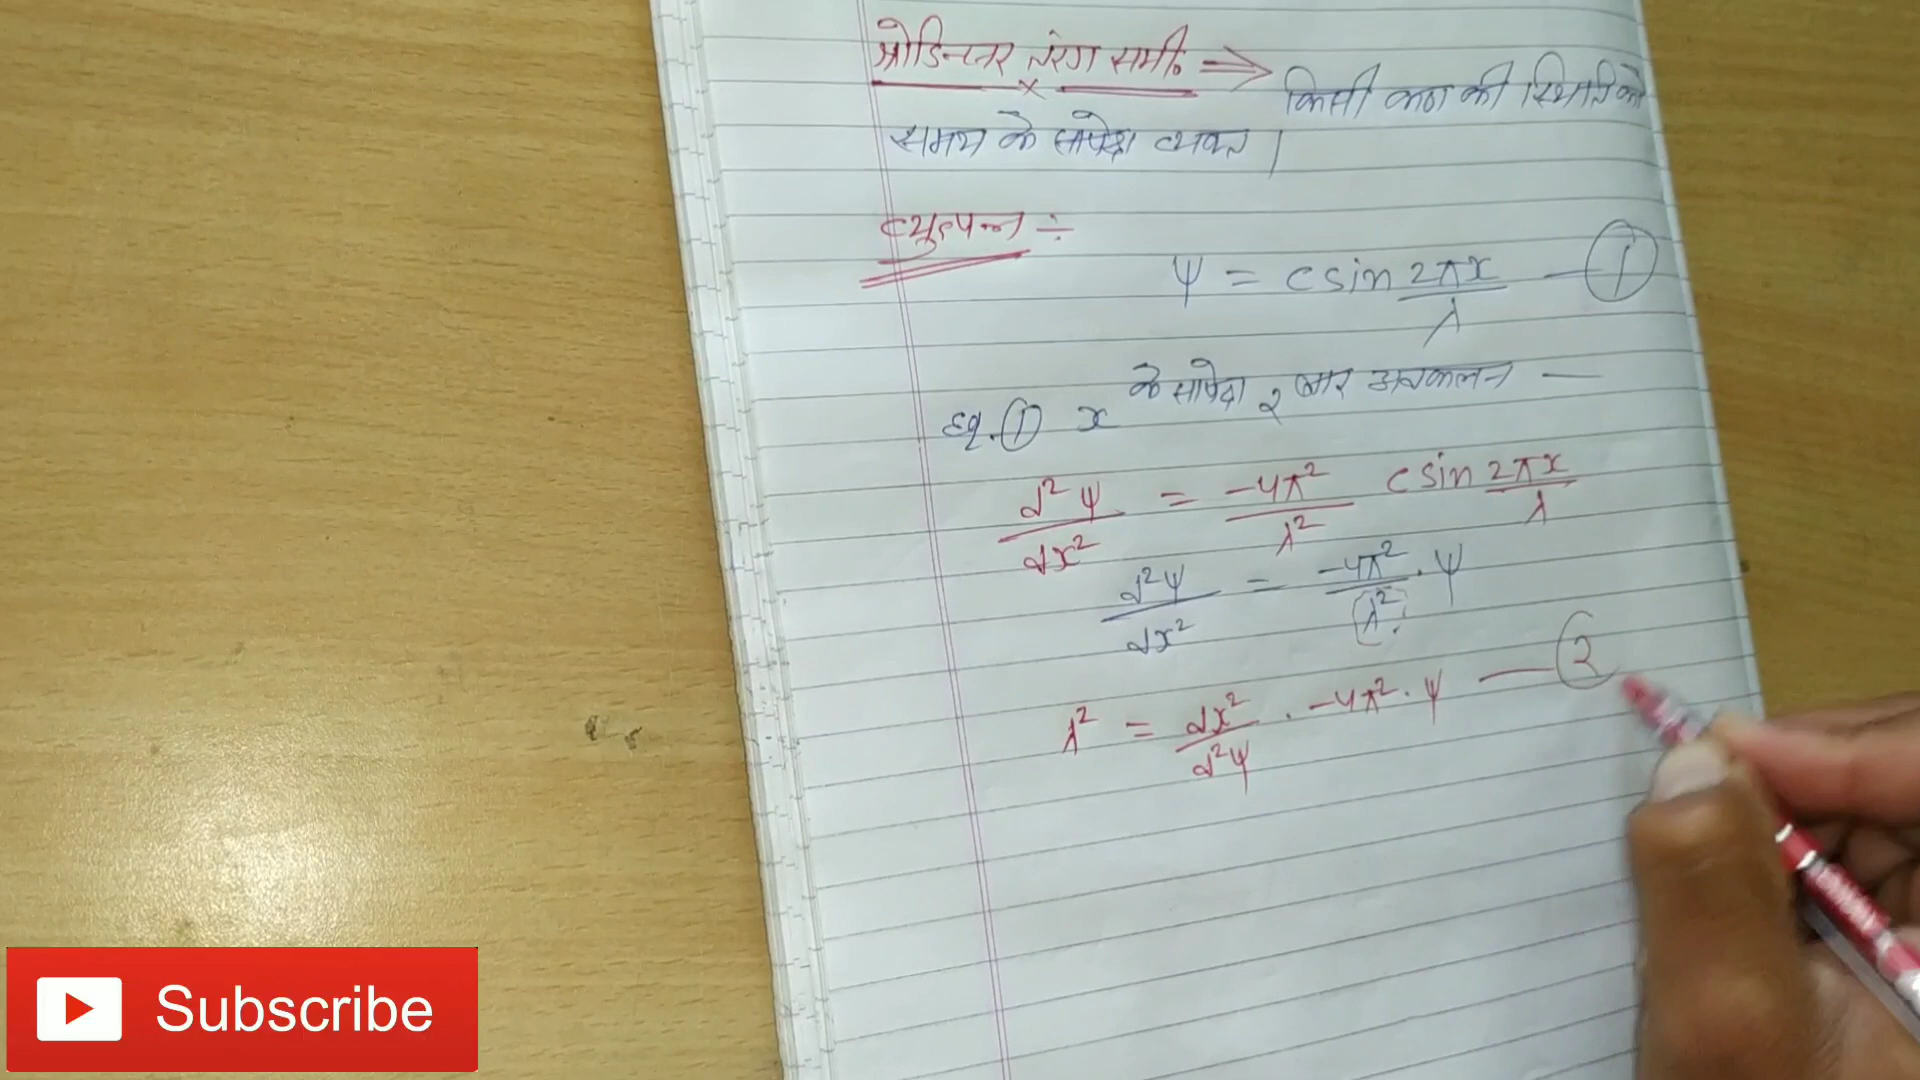 श्रोडिन्जर तरंग समी० ⇒ किसी कण की स्थिति को
समय के सापेक्ष व्यक्त ।
व्युत्पन्न ÷
Ψ = c sin 2πx/λ — ①
Eq. ① x के सापेक्ष 2 बार अवकलन —
d²Ψ/dx² = -4π²/λ² c sin 2πx/λ
d²Ψ/dx² = -4π²/λ² . Ψ
λ² = dx²/d²Ψ . -4π² . Ψ — ②
Subscribe